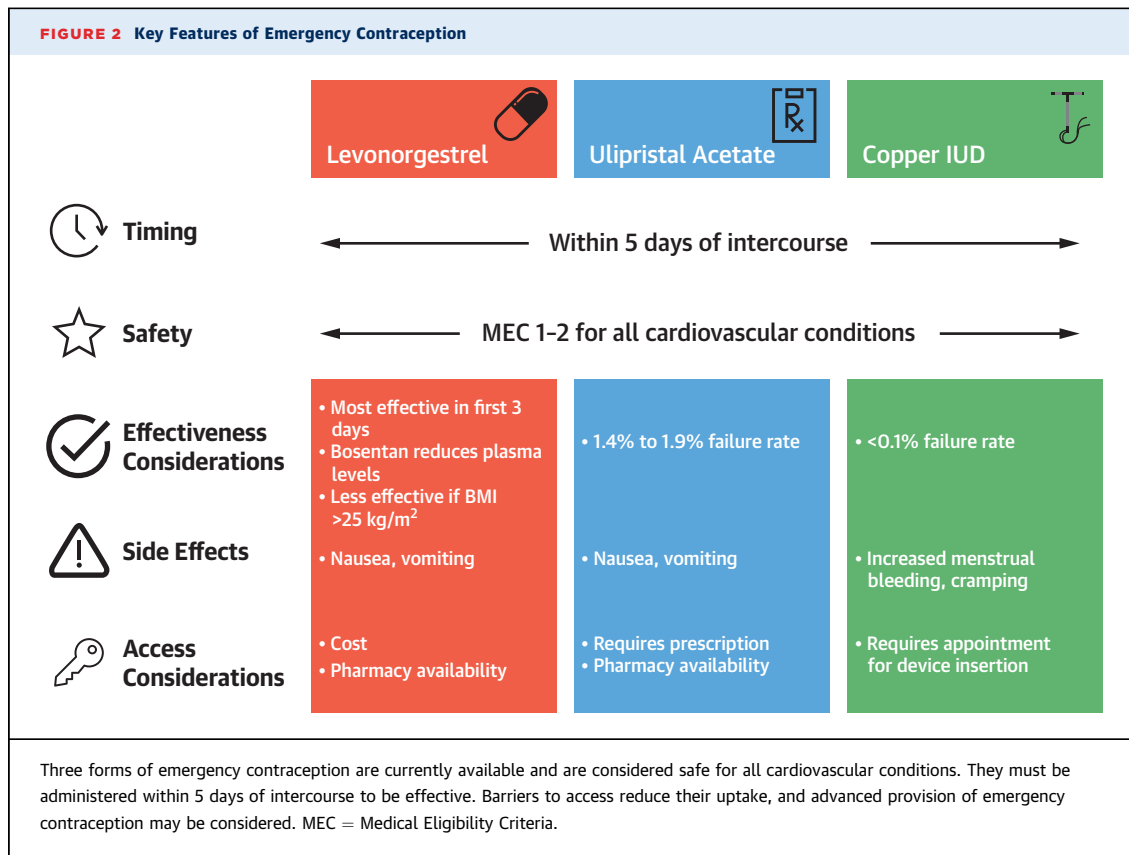 FIGURE 2 Key Features of Emergency Contraception
Levonorgestrel
Rx
Ulipristal Acetate
Copper IUD
Timing
Within 5 days of intercourse
Safety
MEC 1–2 for all cardiovascular conditions
Effectiveness
Considerations
• Most effective in first 3
days
• Bosentan reduces plasma
levels
• Less effective if BMI
>25 kg/m²
• 1.4% to 1.9% failure rate
• <0.1% failure rate
Side Effects
• Nausea, vomiting
• Nausea, vomiting
• Increased menstrual
bleeding, cramping
Access
Considerations
• Cost
• Pharmacy availability
• Requires prescription
• Pharmacy availability
• Requires appointment
for device insertion
Three forms of emergency contraception are currently available and are considered safe for all cardiovascular conditions. They must be
administered within 5 days of intercourse to be effective. Barriers to access reduce their uptake, and advanced provision of emergency
contraception may be considered. MEC = Medical Eligibility Criteria.